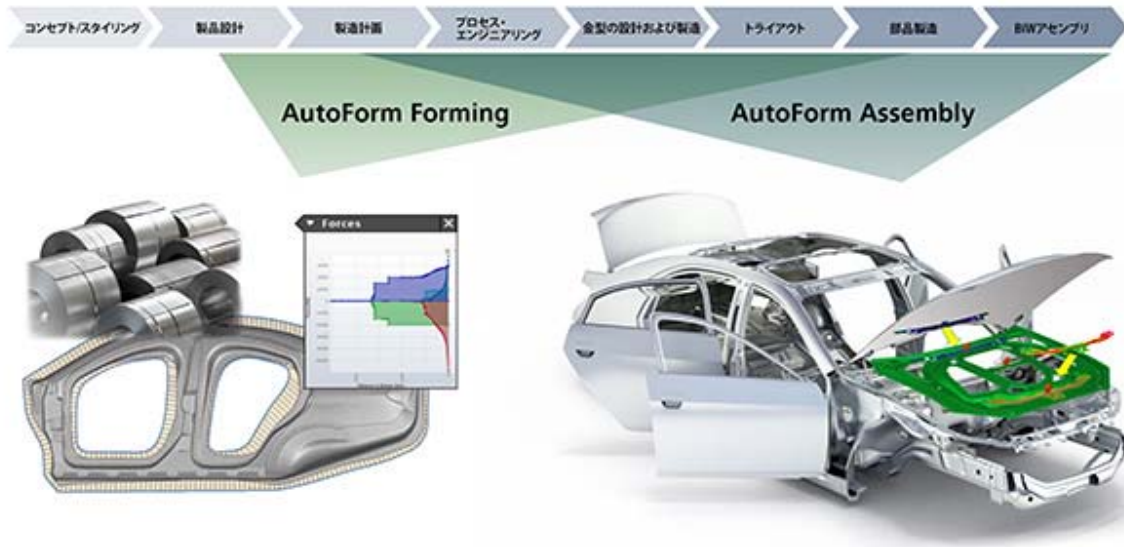 コンセプト/スタイリング
製品設計
製造計画
プロセス・
エンジニアリング
金型の設計および製造
トライアウト
部品製造
BIWアセンブリ
AutoForm Forming
AutoForm Assembly
Forces